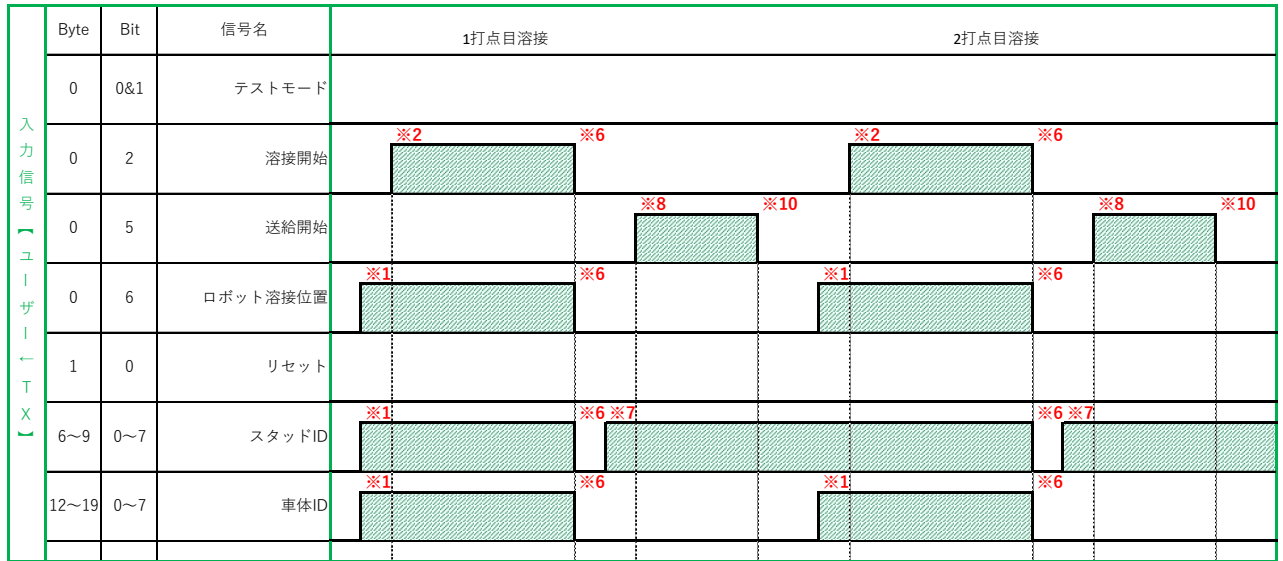 入力信号【ユーザー←TX】
Byte Bit 信号名
1打点目溶接 2打点目溶接
0 0&1 テストモード
※2 ※6 ※2 ※6
0 2 溶接開始
※8 ※10 ※8 ※10
0 5 送給開始
※1 ※6 ※1 ※6
0 6 ロボット溶接位置
1 0 リセット
※1 ※6 ※7 ※6 ※7
6～9 0～7 スタッドID
※1 ※6 ※1 ※6
12～19 0～7 車体ID